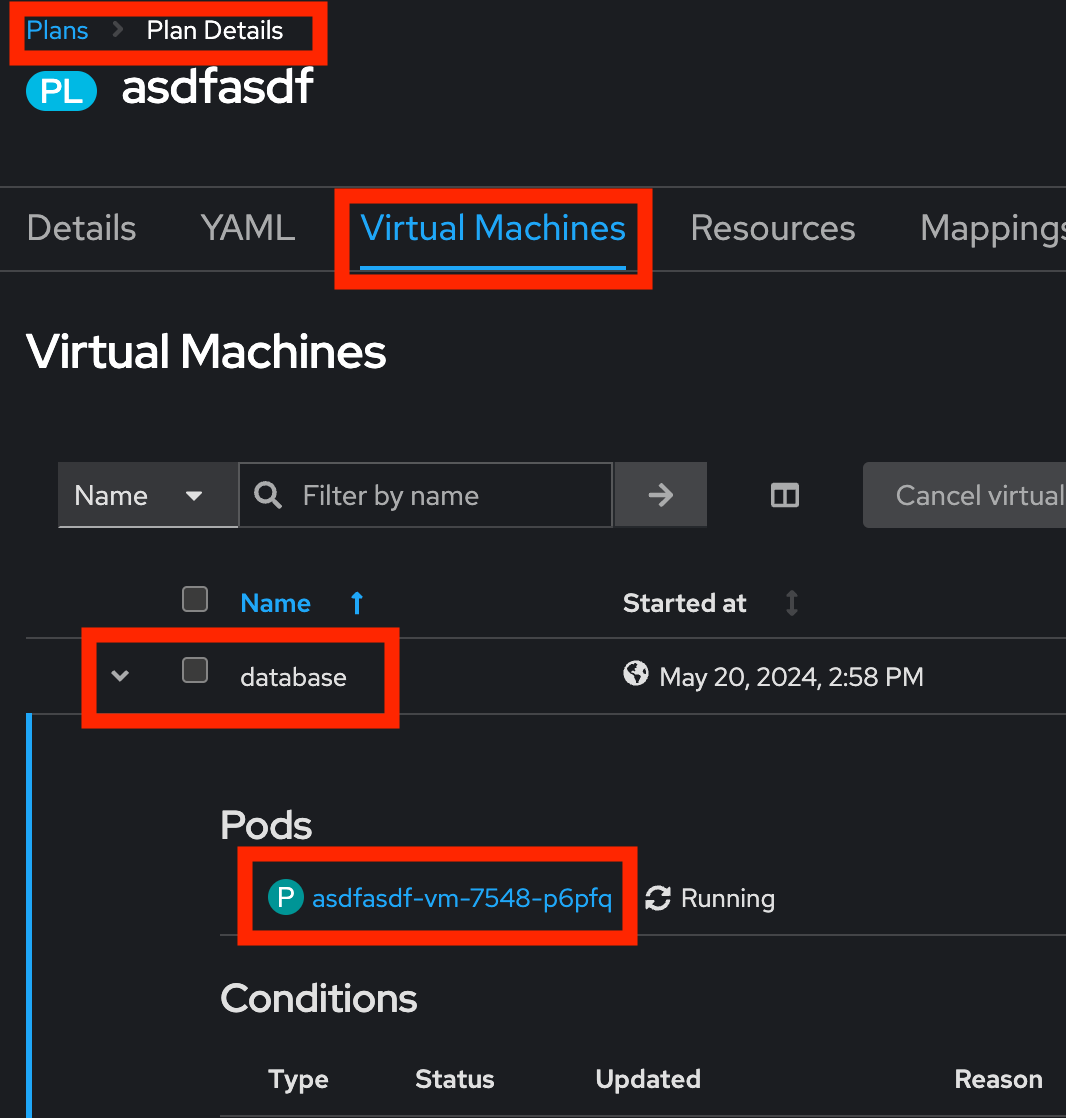 Plans > Plan Details
PL asdfasdf
Details YAML Virtual Machines Resources Mappings
Virtual Machines
Name Filter by name Cancel virtual
Name Started at
database May 20, 2024, 2:58 PM
Pods
P asdfasdf-vm-7548-p6pfq Running
Conditions
Type Status Updated Reason